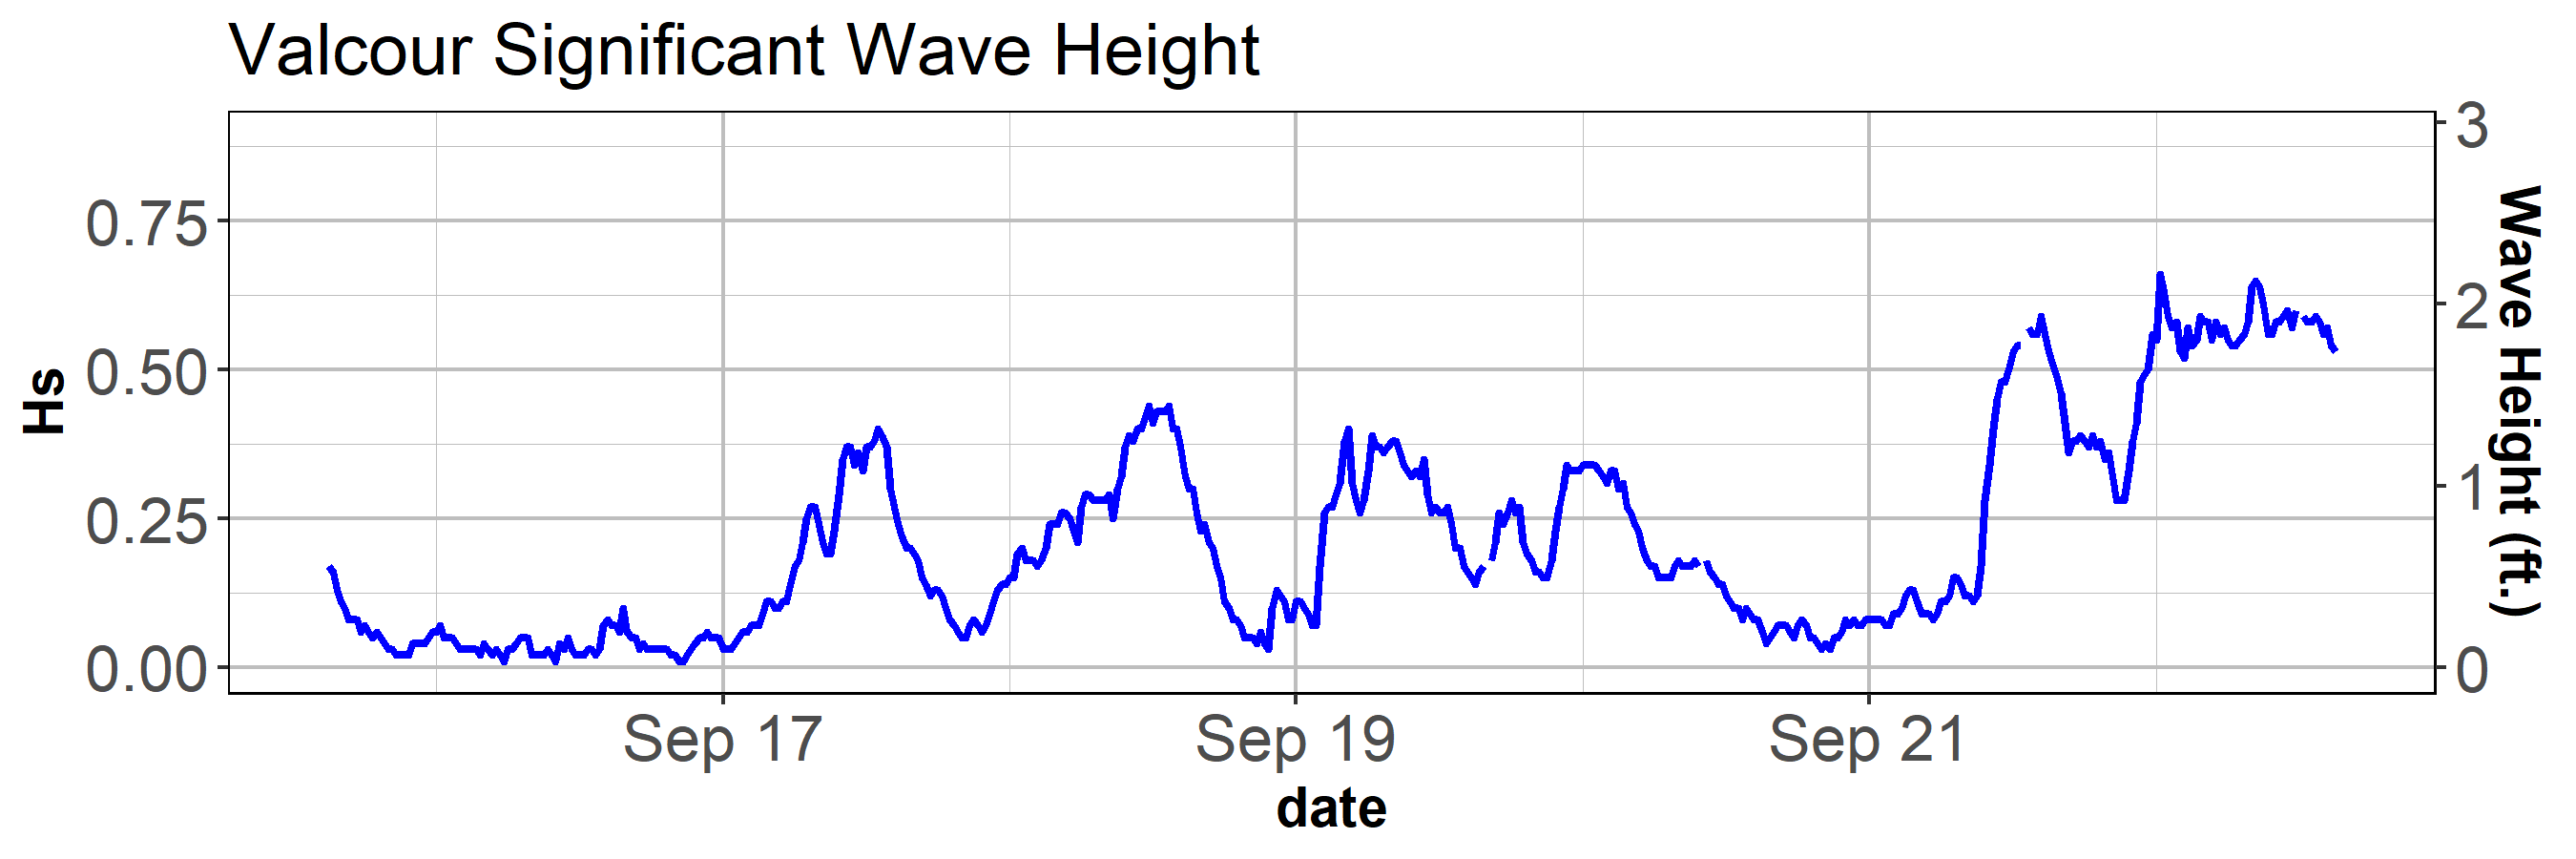 Valcour Significant Wave Height
Hs
0.75
0.50
0.25
0.00
3
2
1
0
Wave Height (ft.)
Sep 17
Sep 19
Sep 21
date